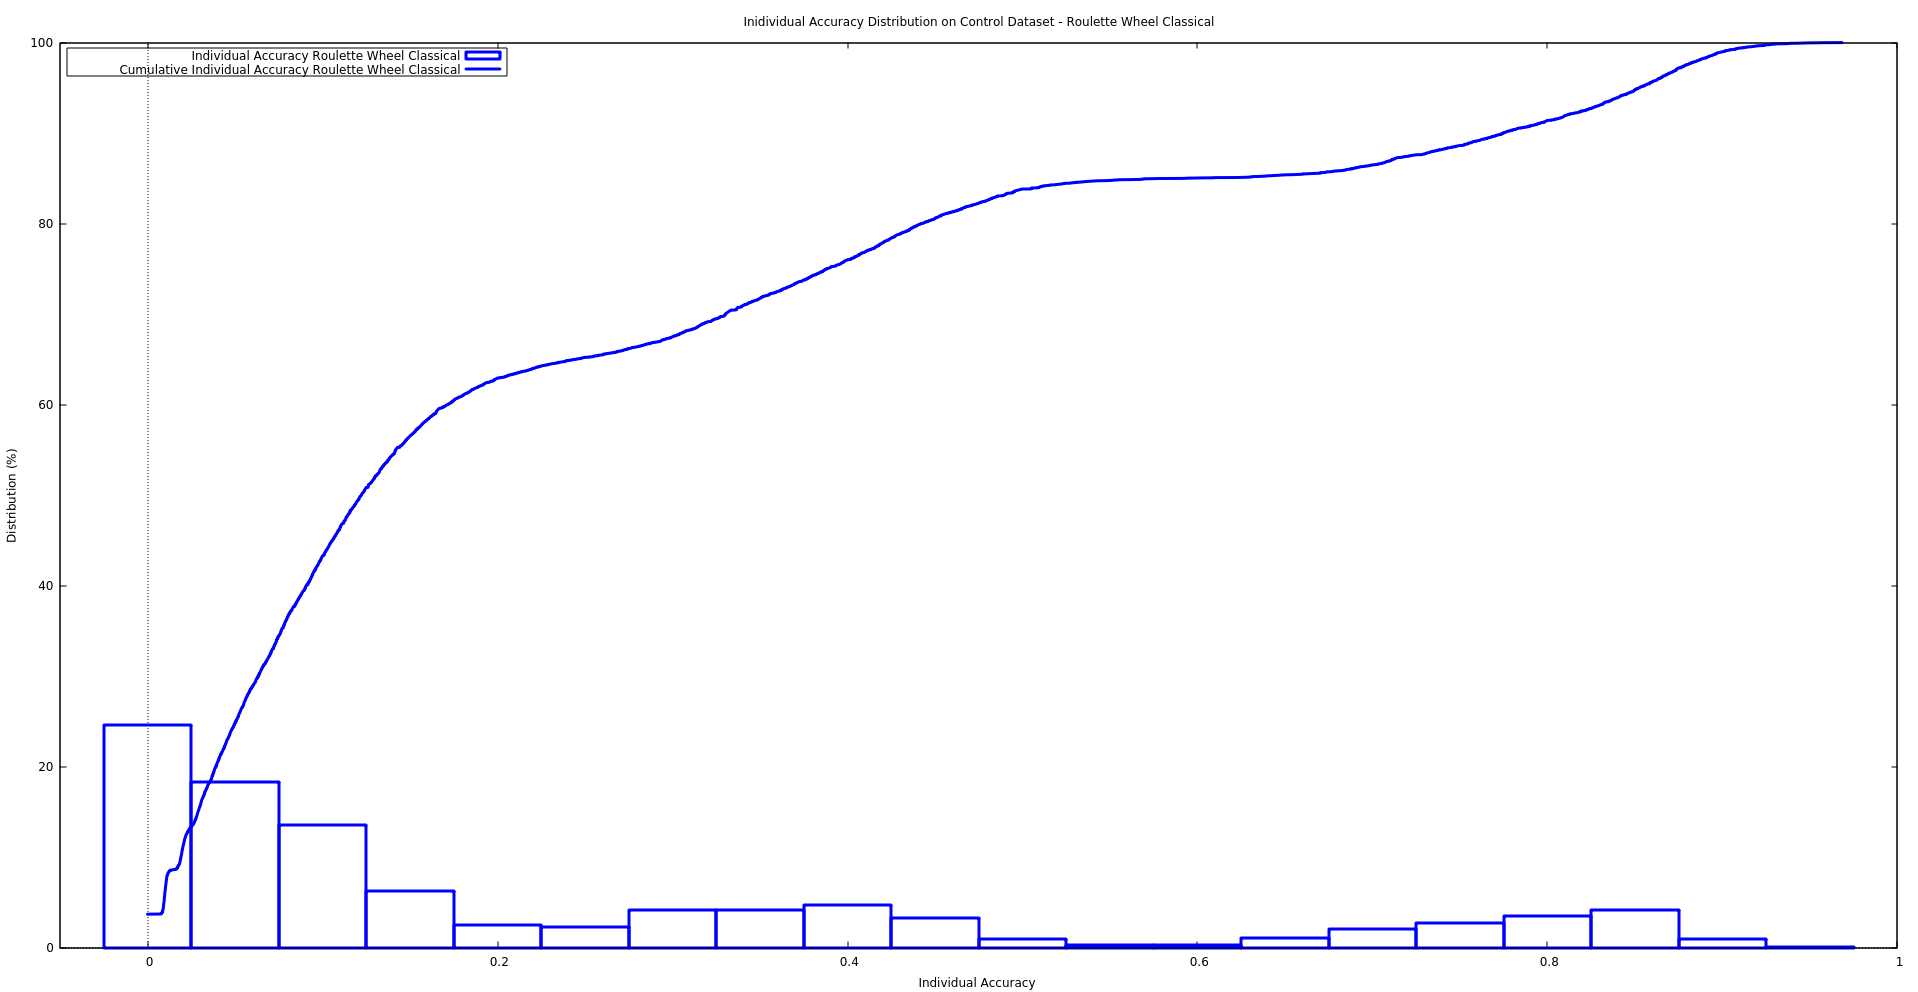 Inidividual Accuracy Distribution on Control Dataset - Roulette Wheel Classical
Individual Accuracy Roulette Wheel Classical
Cumulative Individual Accuracy Roulette Wheel Classical
100
80
60
40
20
0
Distribution (%)
0 0.2 0.4 0.6 0.8 1
Individual Accuracy